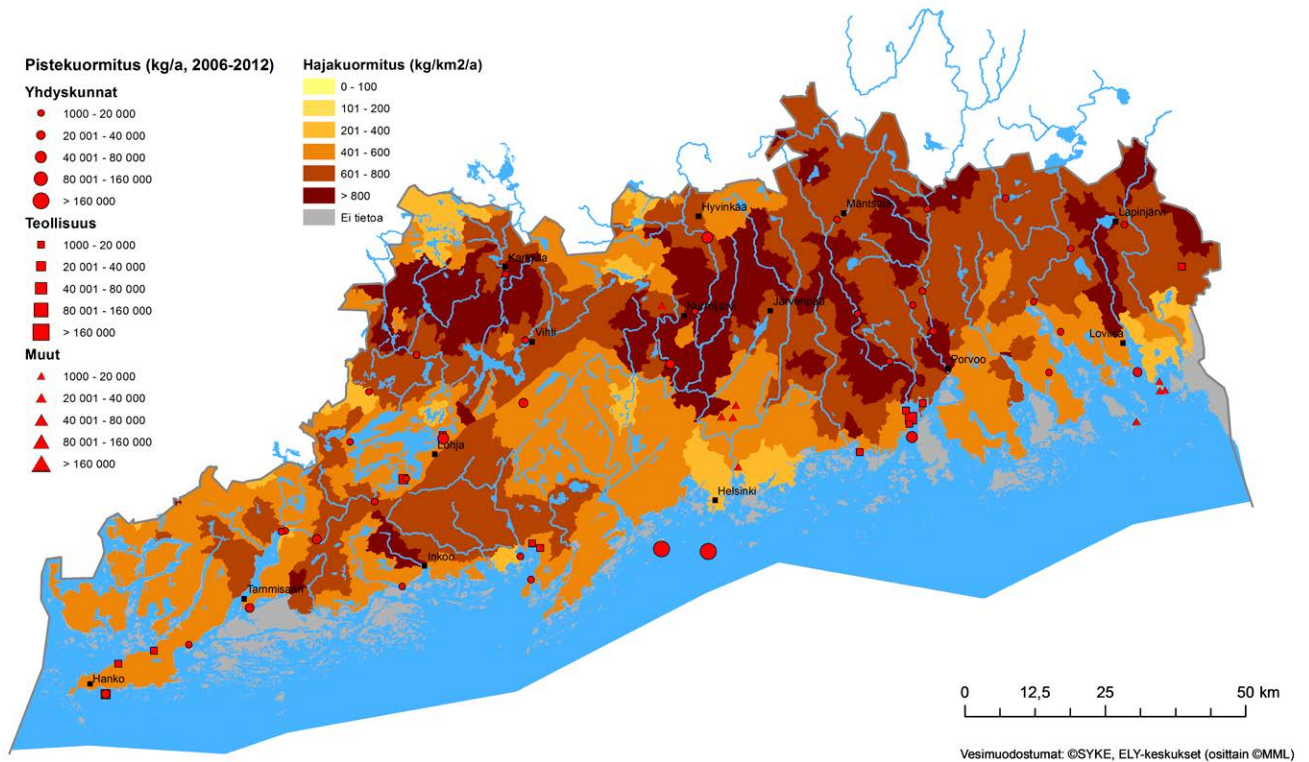 Pistekuormitus (kg/a, 2006-2012)
Yhdyskunnat
1000 - 20 000
20 001 - 40 000
40 001 - 80 000
80 001 - 160 000
> 160 000
Teollisuus
1000 - 20 000
20 001 - 40 000
40 001 - 80 000
80 001 - 160 000
> 160 000
Muut
1000 - 20 000
20 001 - 40 000
40 001 - 80 000
80 001 - 160 000
> 160 000
Hajakuormitus (kg/km2/a)
0 - 100
101 - 200
201 - 400
401 - 600
601 - 800
> 800
Ei tietoa
Hyvinkää
Mäntsälä
Lapinjärvi
Karkkila
Nurmijärvi
Järvenpää
Vihti
Loviisa
Porvoo
Lohja
Helsinki
Inkoo
Tammisaari
Hanko
0 12,5 25 50 km
Vesimuodostumat: ©SYKE, ELY-keskukset (osittain ©MML)